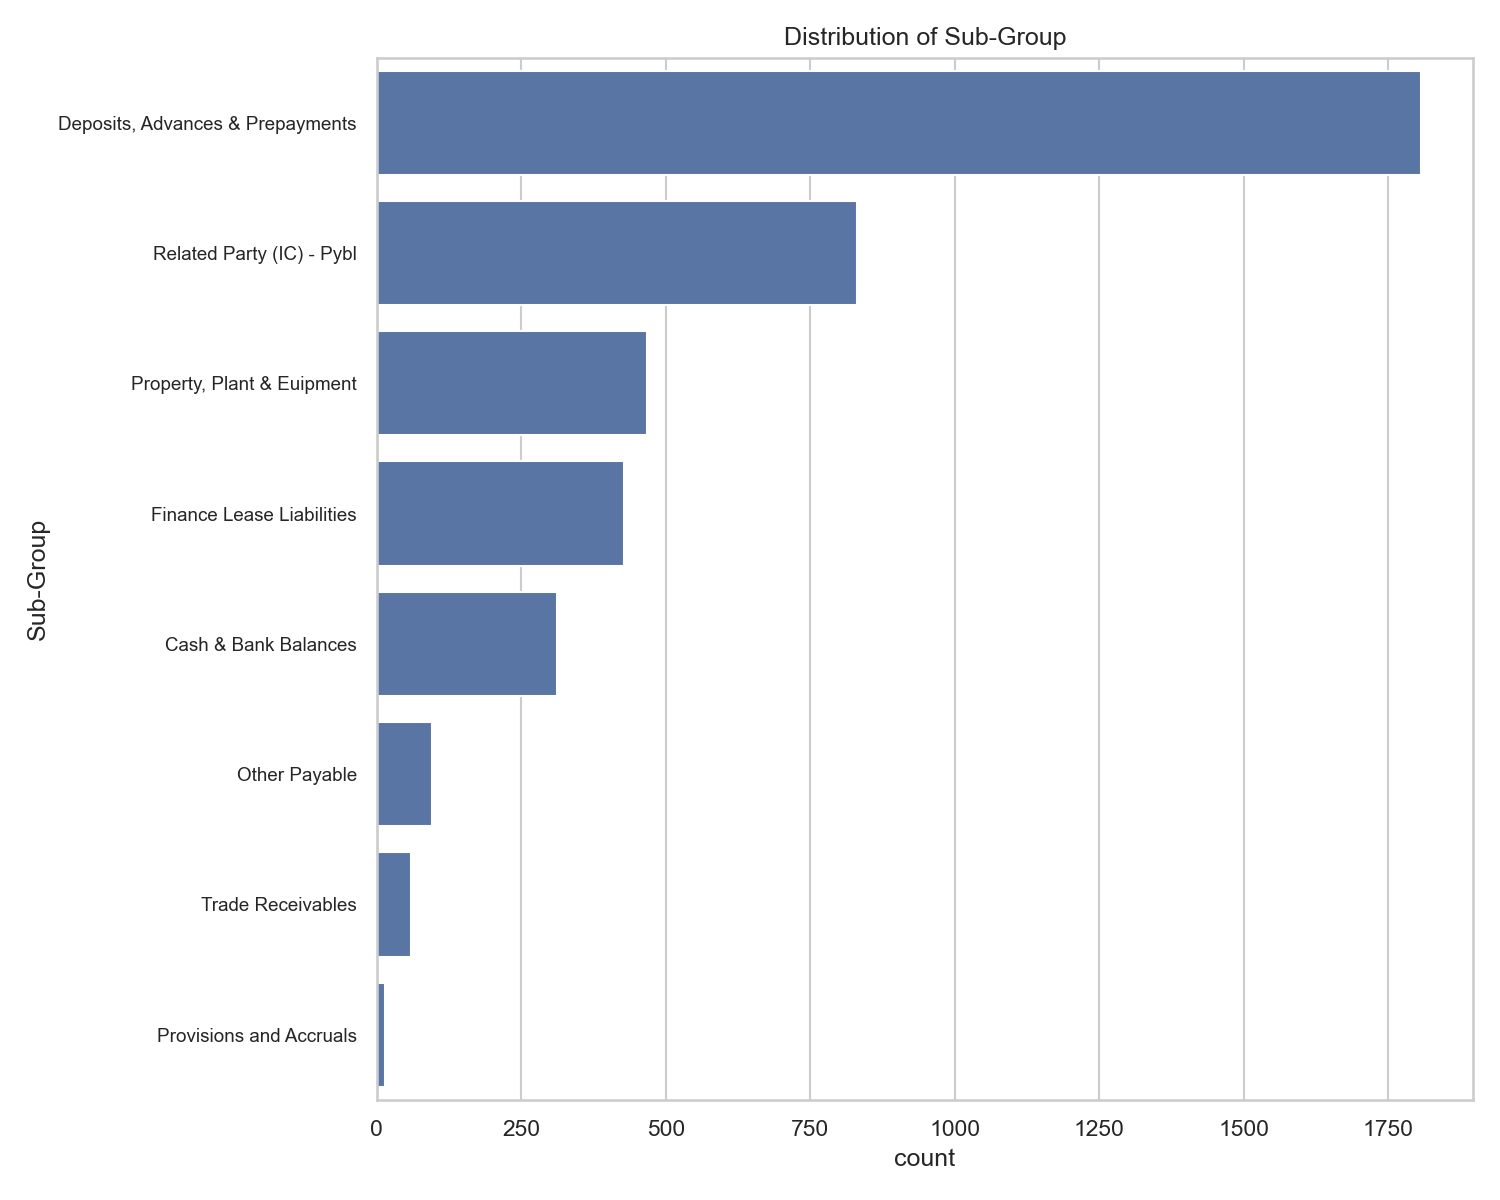 Distribution of Sub-Group
Deposits, Advances & Prepayments
Related Party (IC) - Pybl
Property, Plant & Euipment
Finance Lease Liabilities
Cash & Bank Balances
Other Payable
Trade Receivables
Provisions and Accruals
Sub-Group
0 250 500 750 1000 1250 1500 1750
count